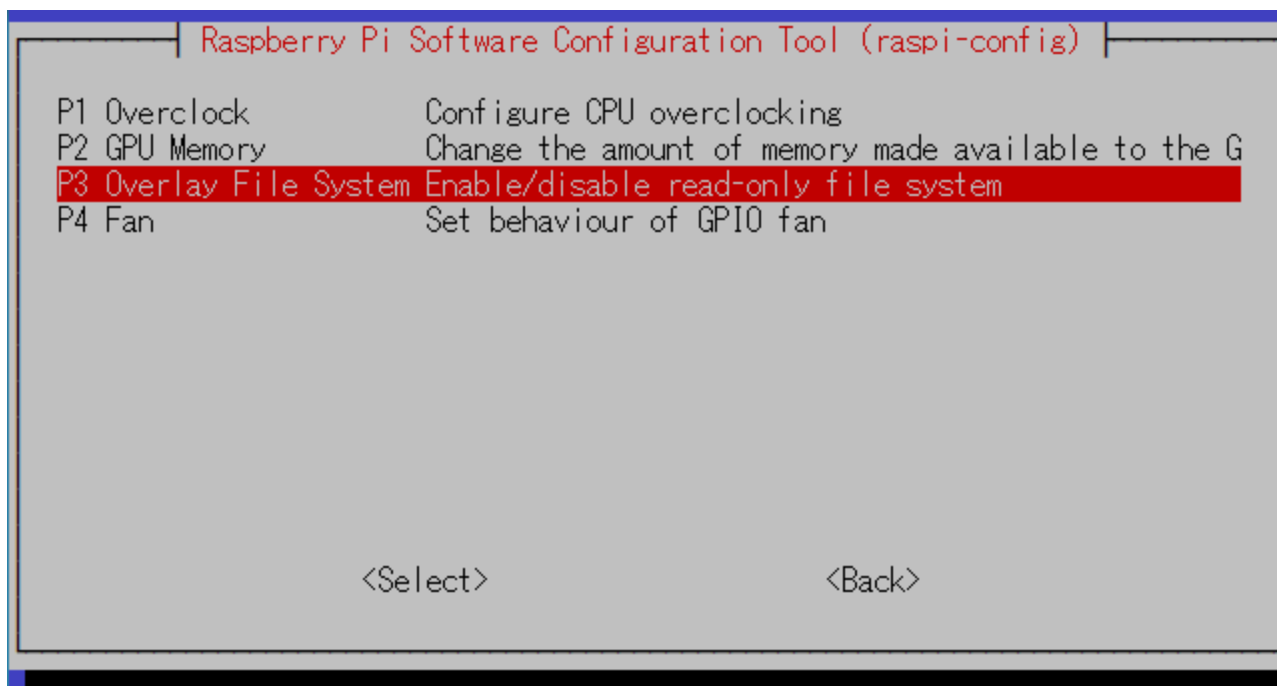 Raspberry Pi Software Configuration Tool (raspi-config)
P1 Overclock Configure CPU overclocking
P2 GPU Memory Change the amount of memory made available to the G
P3 Overlay File System Enable/disable read-only file system
P4 Fan Set behaviour of GPIO fan
<Select> <Back>